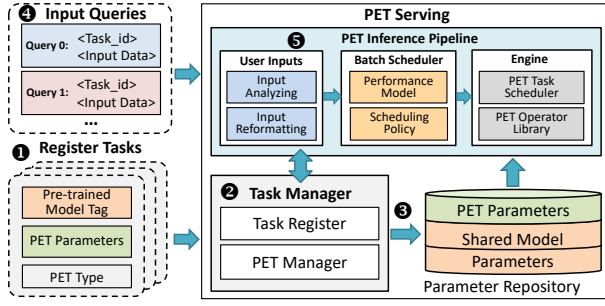 ❹ Input Queries
Query 0: <Task_id>
<Input Data>
Query 1: <Task_id>
<Input Data>
...
❶ Register Tasks
Pre-trained
Model Tag
PET Parameters
PET Type
PET Serving
❺ PET Inference Pipeline
User Inputs
Input
Analyzing
Input
Reformatting
Batch Scheduler
Performance
Model
Scheduling
Policy
Engine
PET Task
Scheduler
PET Operator
Library
❷ Task Manager
Task Register
PET Manager
❸
PET Parameters
Shared Model
Parameters
Parameter Repository